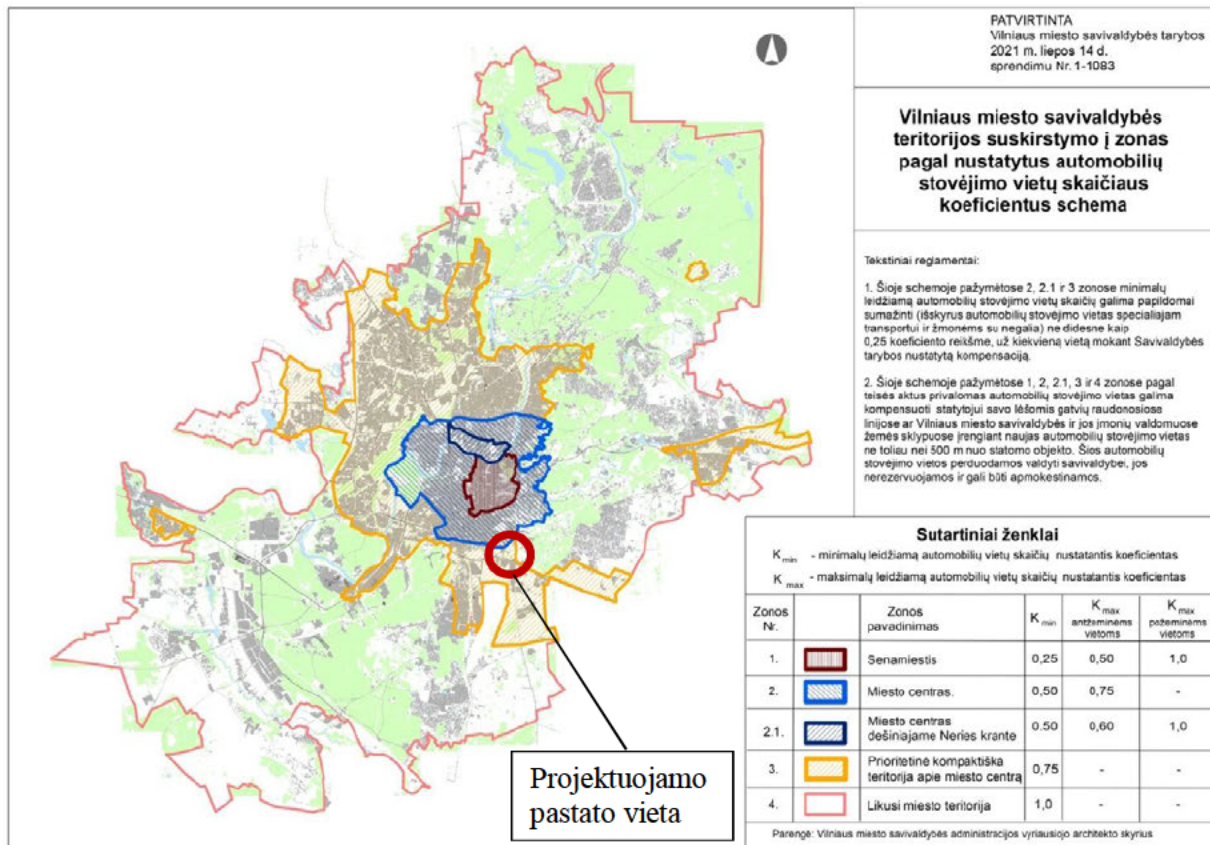 PATVIRTINTA
Vilniaus miesto savivaldybės tarybos
2021 m. liepos 14 d.
sprendimu Nr. 1-1083
Vilniaus miesto savivaldybės
teritorijos suskirstymo į zonas
pagal nustatytus automobilių
stovėjimo vietų skaičiaus
koeficientus schema
Tekstiniai reglamentai:
1. Šioje schemoje pažymėtose 2, 2.1 ir 3 zonose minimalų
leidžiamą automobilių stovėjimo vietų skaičių galima papildomai
sumažinti (išskyrus automobilių stovėjimo vietas specialiajam
transportui ir žmonėms su negalia) ne didesne kaip
0,25 koeficiento reikšme, už kiekvieną vietą mokant Savivaldybės
tarybos nustatytą kompensaciją.
2. Šioje schemoje pažymėtose 1, 2, 2.1, 3 ir 4 zonose pagal
teisės aktus privalomas automobilių stovėjimo vietas galima
kompensuoti statytojui savo lėšomis gatvių raudonosiose
linijose ar Vilniaus miesto savivaldybės ir jos įmonių valdomuose
žemės sklypuose įrengiant naujas automobilių stovėjimo vietas
ne toliau nei 500 m nuo statomo objekto. Šios automobilių
stovėjimo vietos perduodamos valdyti savivaldybei, jos
nerezervuojamos ir gali būti apmokestinamos.
Sutartiniai ženklai
K min - minimalų leidžiamą automobilių vietų skaičių nustatantis koeficientas
K max - maksimalų leidžiamą automobilių vietų skaičių nustatantis koeficientas
Zonos Nr. Zonos pavadinimas K min K max antžeminėms vietoms K max požeminėms vietoms
1. Senamiestis 0,25 0,50 1,0
2. Miesto centras. 0,50 0,75 -
2.1. Miesto centras dešiniajame Neries krante 0.50 0,60 1,0
3. Prioritetinė kompaktiška teritorija apie miesto centrą 0,75 - -
4. Likusi miesto teritorija 1,0 - -
Parengė: Vilniaus miesto savivaldybės administracijos vyriausiojo architekto skyrius
Projektuojamo
pastato vieta